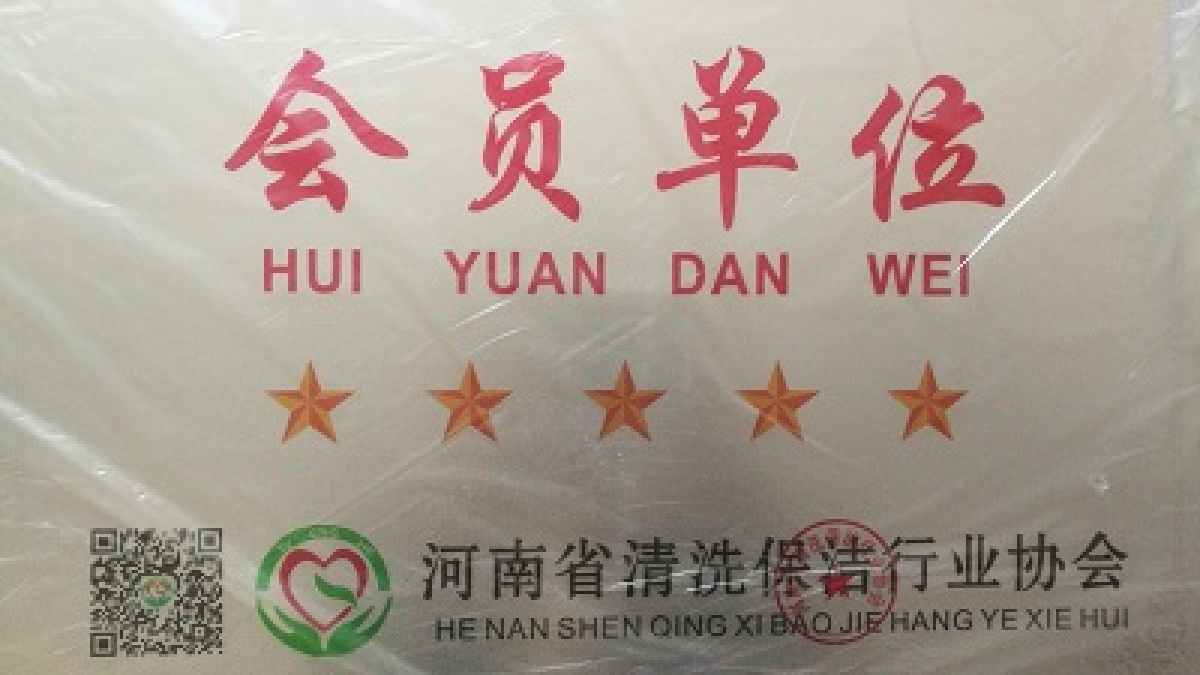 会员单位
HUI YUAN DAN WEI
河南省清洗保洁行业协会
HE NAN SHEN QING XI BAO JIE HANG YE XIE HUI